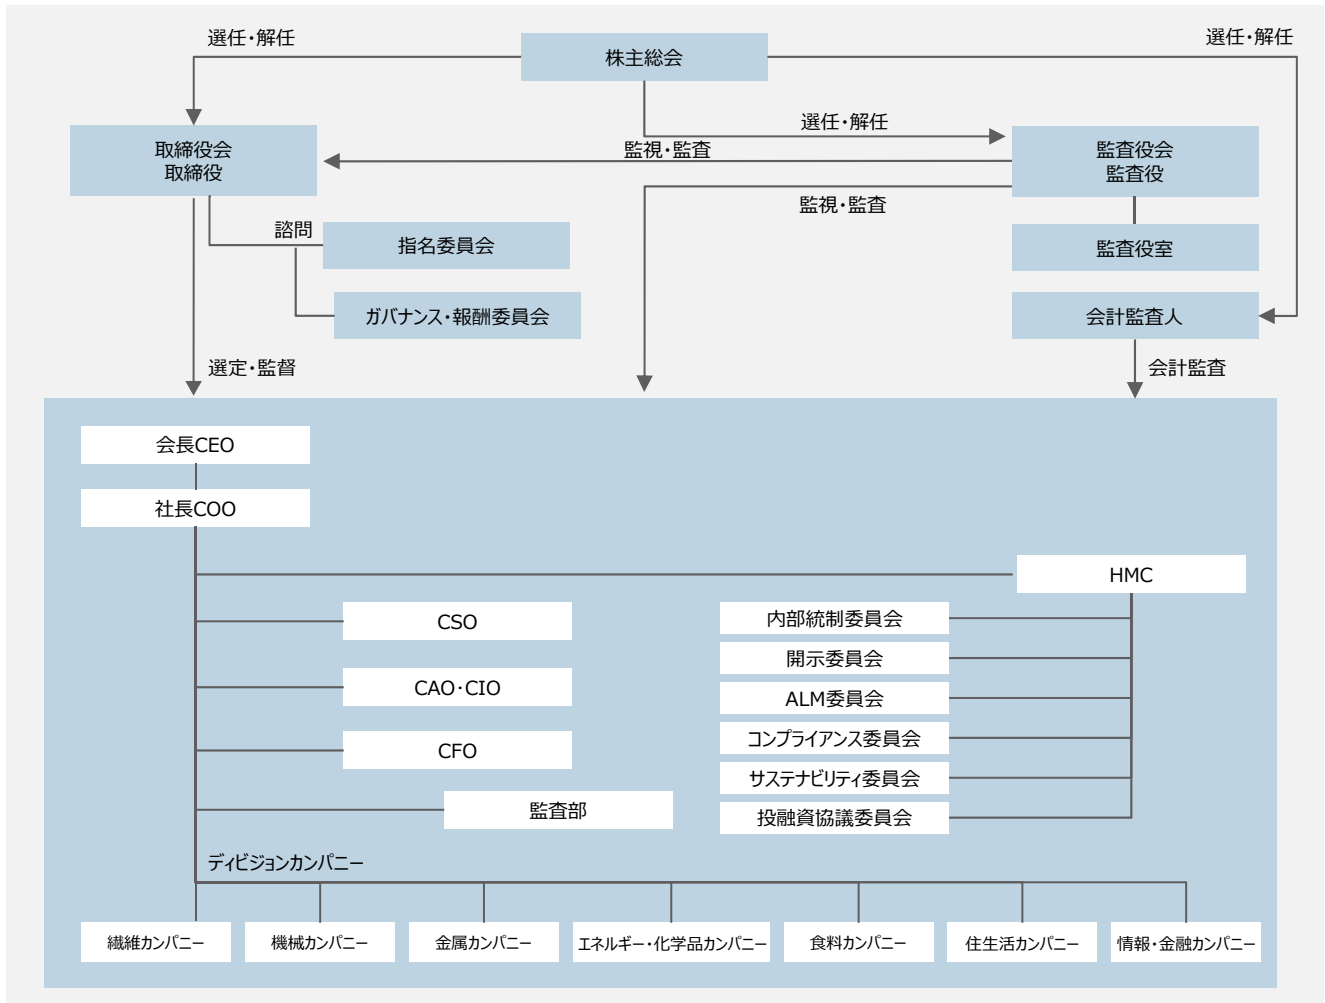 選任・解任
株主総会
選任・解任
選任・解任
取締役会
取締役
監視・監査
監査役会
監査役
監視・監査
諮問
指名委員会
監査役室
ガバナンス・報酬委員会
会計監査人
選定・監督
会計監査
会長CEO
社長COO
HMC
CSO
内部統制委員会
開示委員会
CAO・CIO
ALM委員会
コンプライアンス委員会
CFO
サステナビリティ委員会
監査部
投融資協議委員会
ディビジョンカンパニー
繊維カンパニー
機械カンパニー
金属カンパニー
エネルギー・化学品カンパニー
食料カンパニー
住生活カンパニー
情報・金融カンパニー